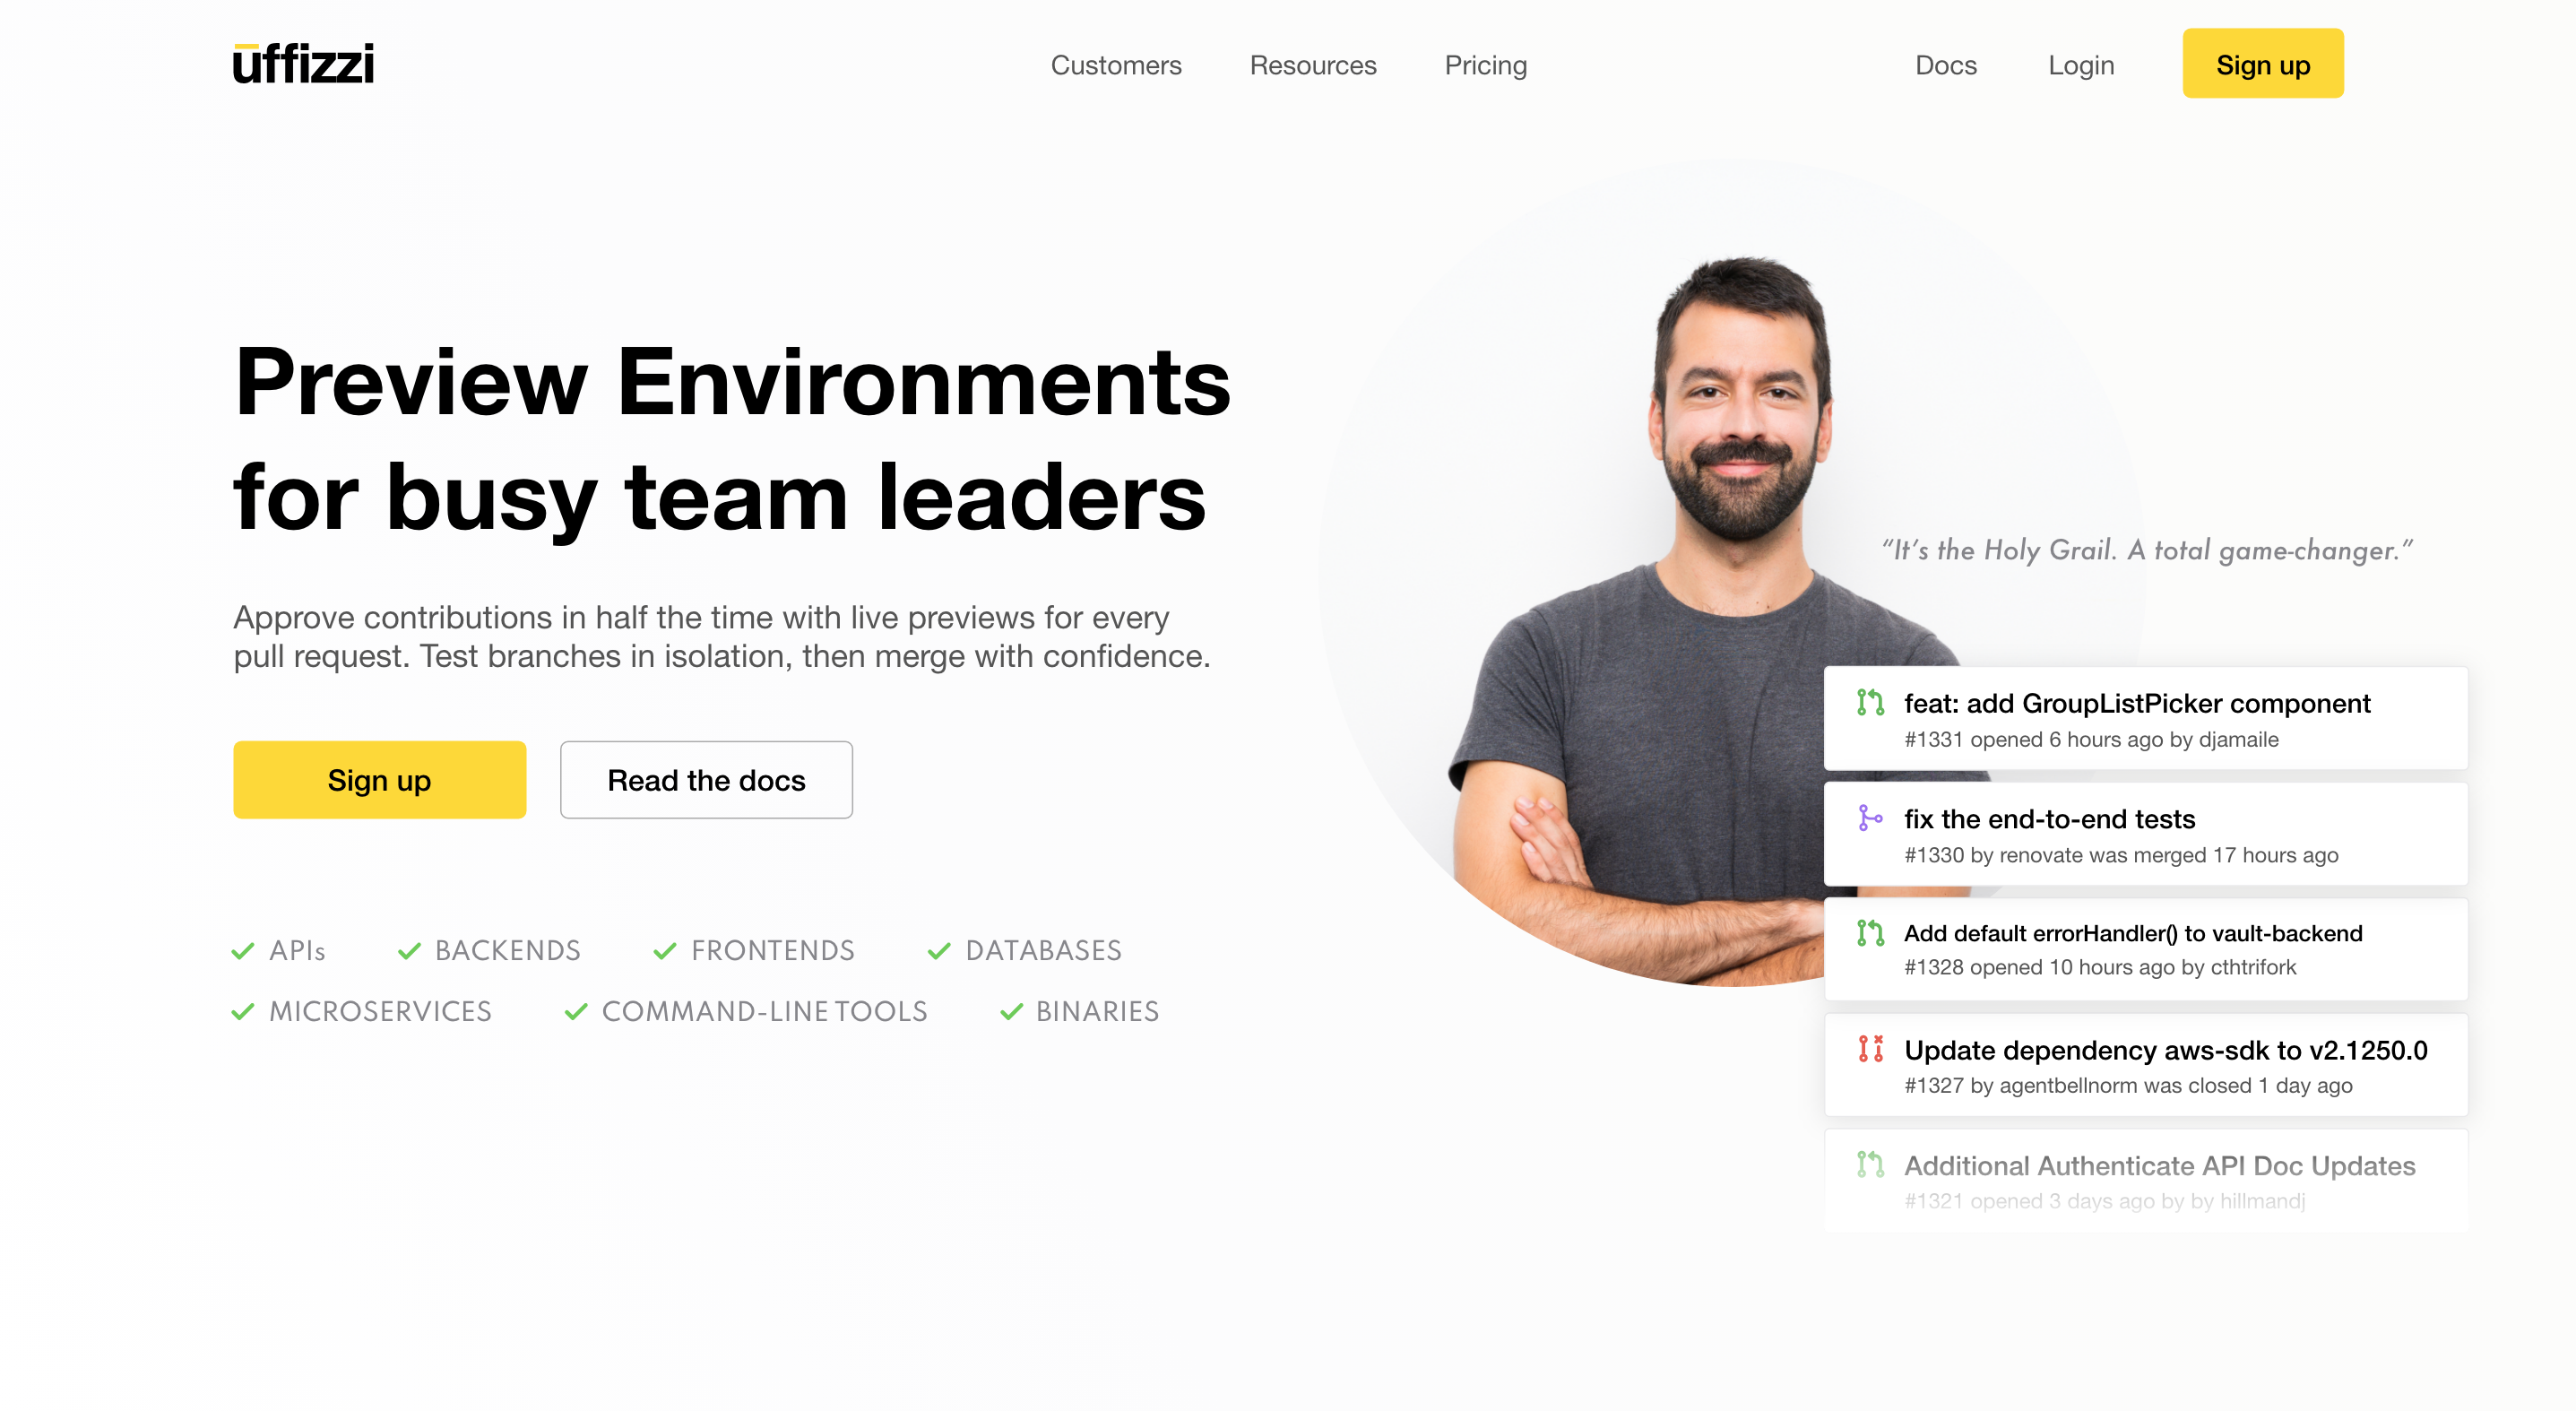 uffizzi
Customers
Resources
Pricing
Docs
Login
Sign up
Preview Environments
for busy team leaders
Approve contributions in half the time with live previews for every
pull request. Test branches in isolation, then merge with confidence.
Sign up
Read the docs
APIs
BACKENDS
FRONTENDS
DATABASES
MICROSERVICES
COMMAND-LINE TOOLS
BINARIES
“It’s the Holy Grail. A total game-changer.”
feat: add GroupListPicker component
#1331 opened 6 hours ago by djamaile
fix the end-to-end tests
#1330 by renovate was merged 17 hours ago
Add default errorHandler() to vault-backend
#1328 opened 10 hours ago by cthtrifork
Update dependency aws-sdk to v2.1250.0
#1327 by agentbellnorm was closed 1 day ago
Additional Authenticate API Doc Updates
#1321 opened 3 days ago by by hillmandj